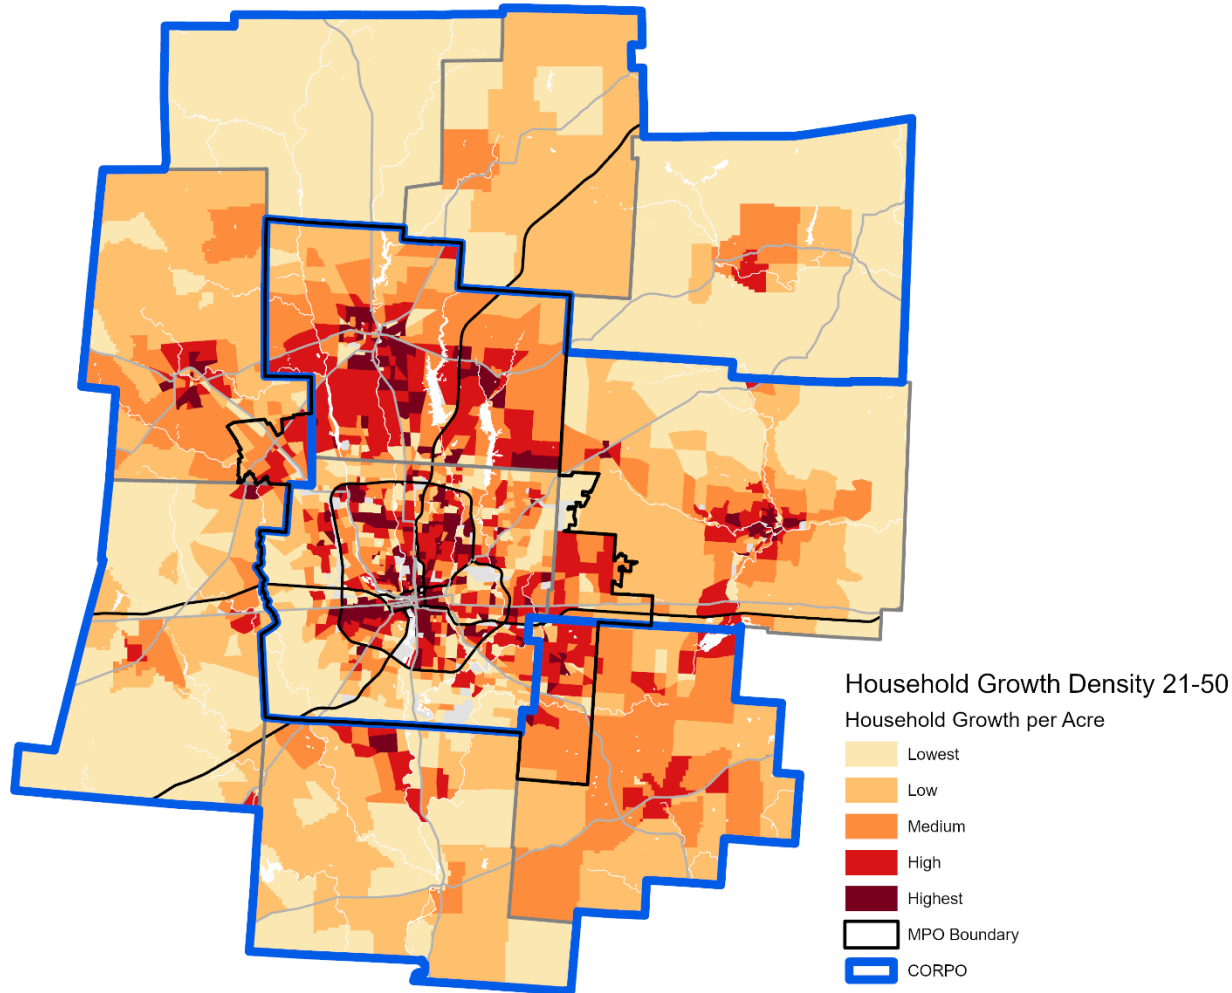 Household Growth Density 21-50
Household Growth per Acre
Lowest
Low
Medium
High
Highest
MPO Boundary
CORPO